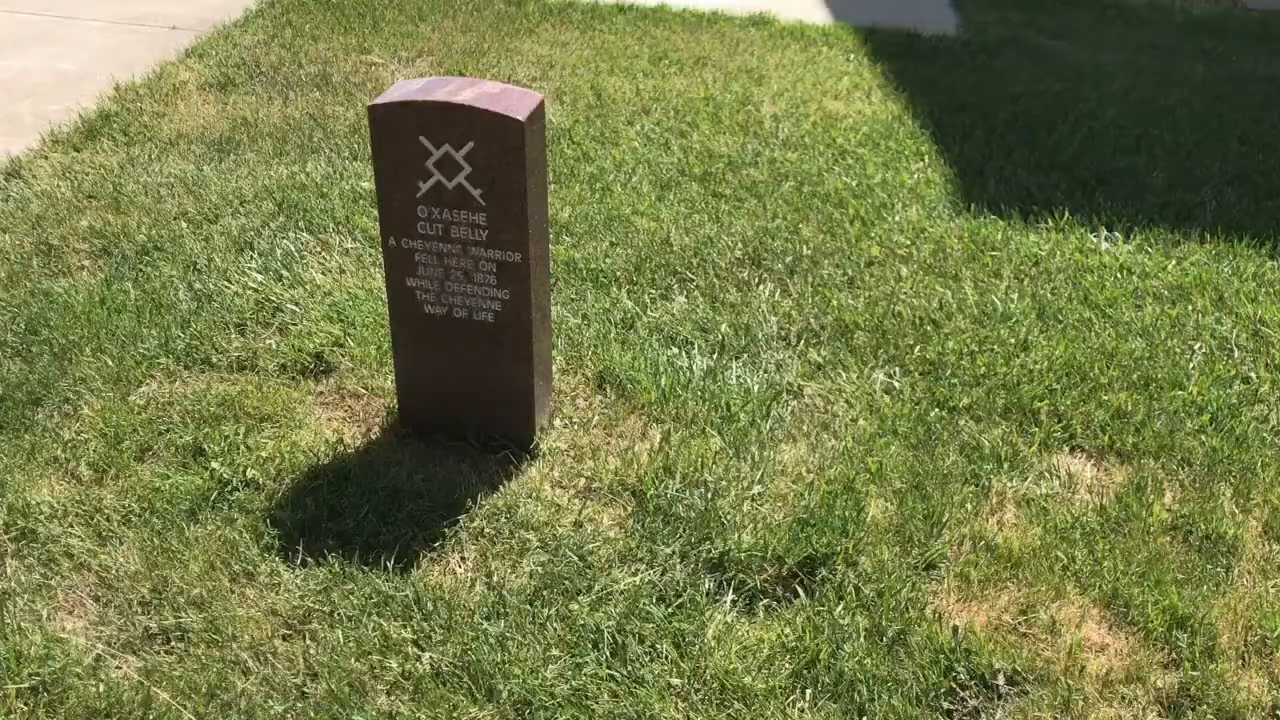 O'XASEHE
CUT BELLY
A CHEYENNE WARRIOR
FELL HERE ON
JUNE 25, 1876
WHILE DEFENDING
THE CHEYENNE
WAY OF LIFE